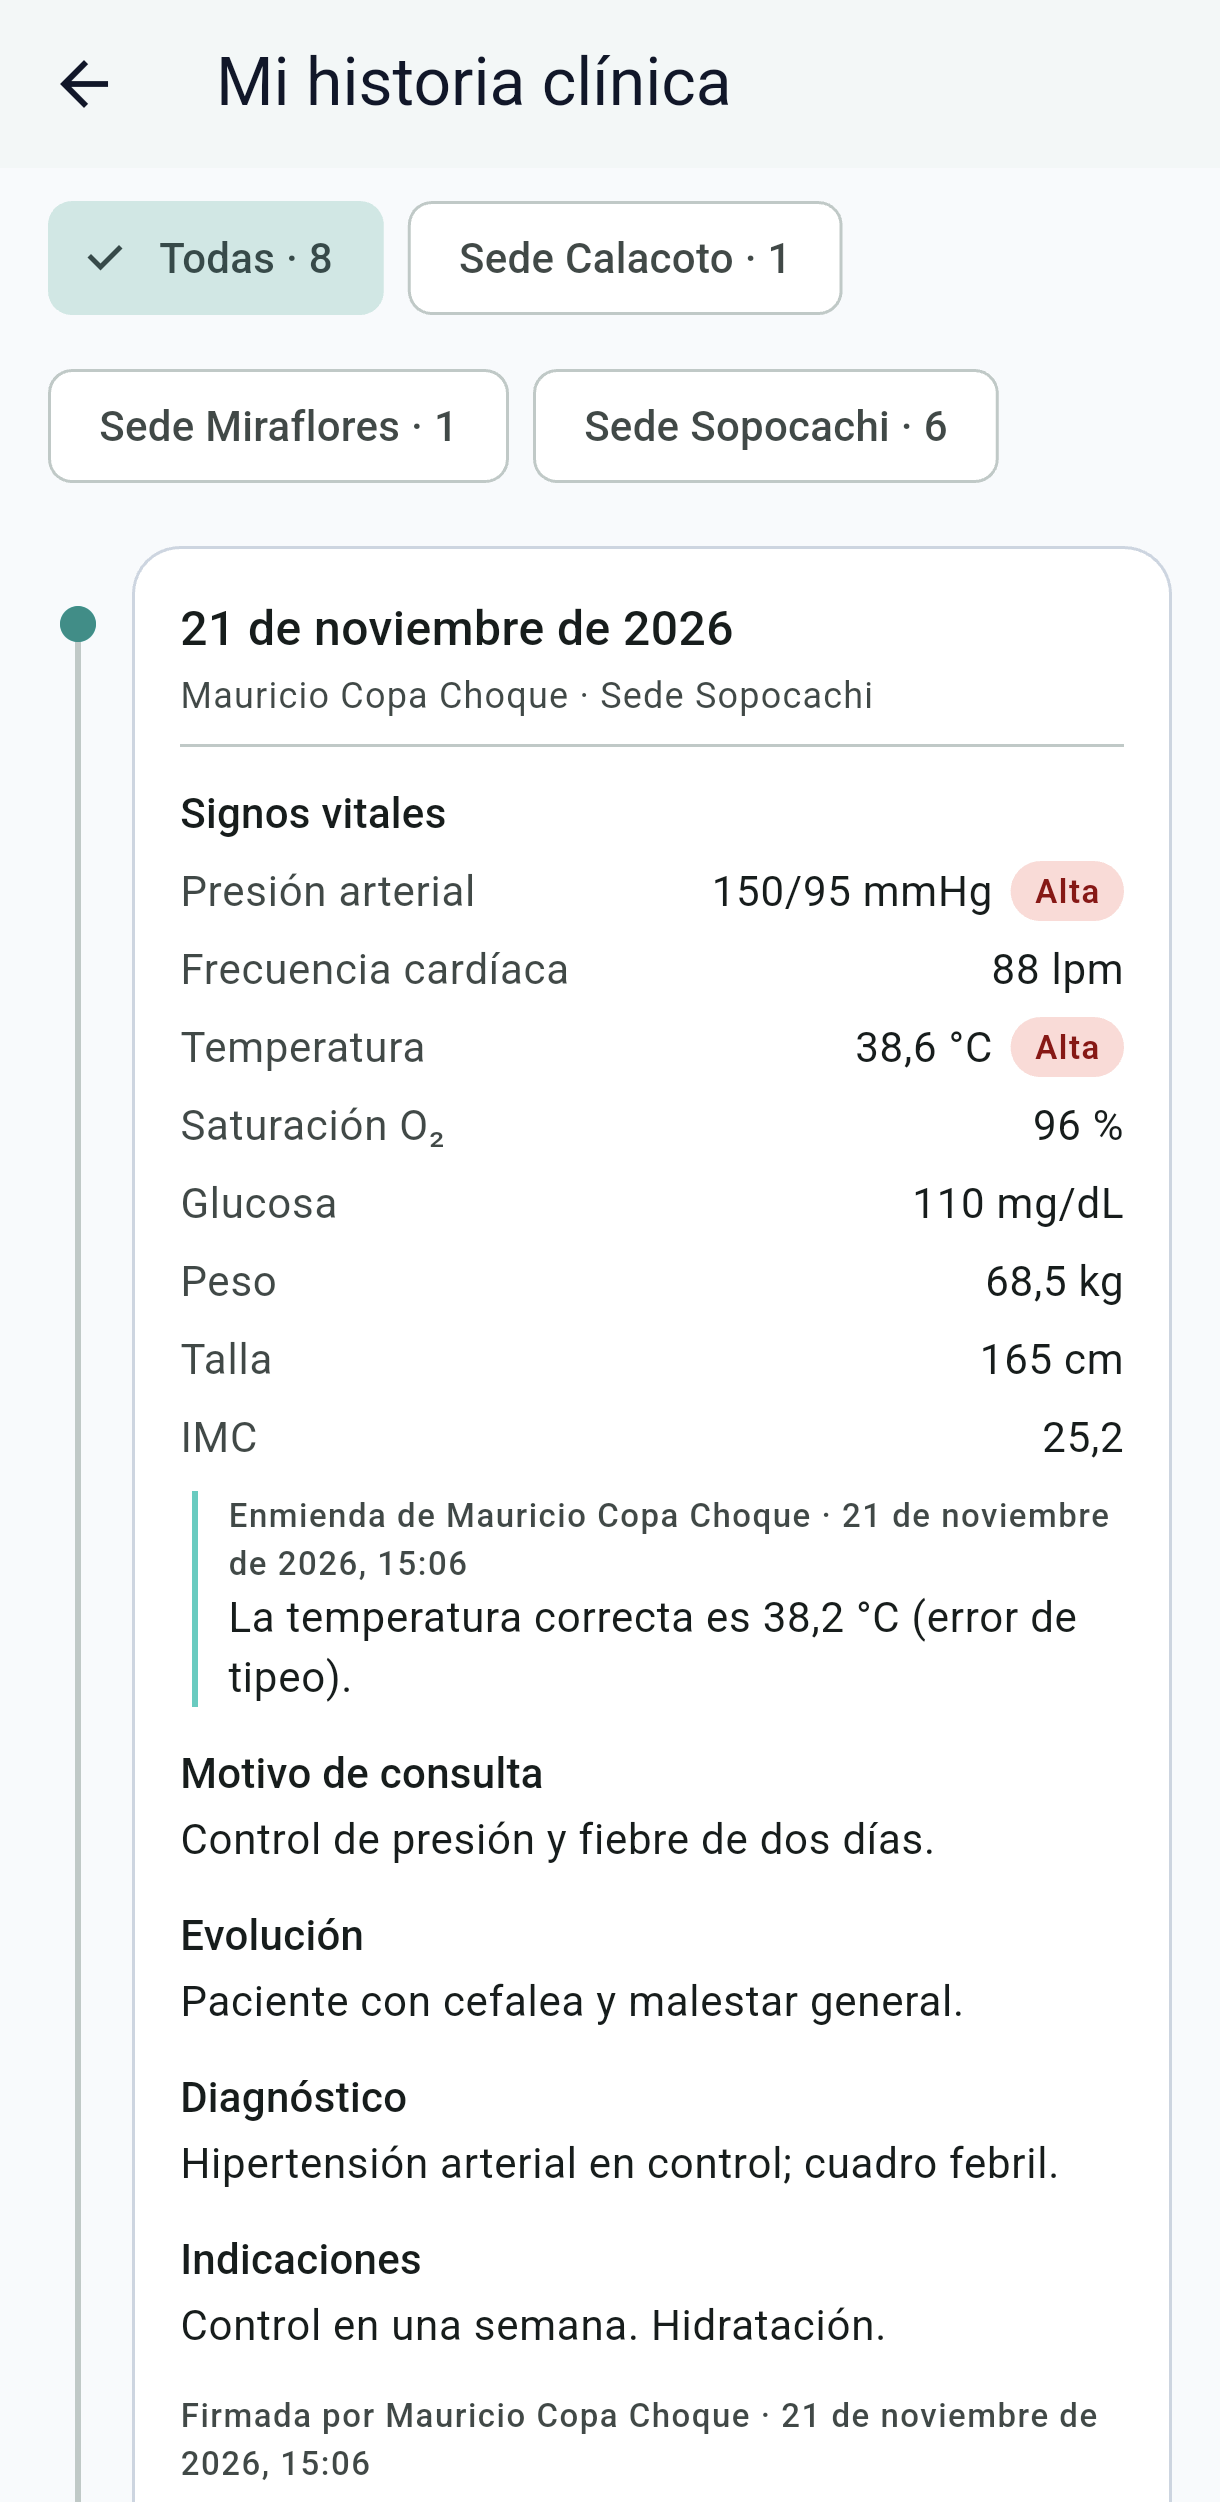 Mi historia clínica
Todas · 8
Sede Calacoto · 1
Sede Miraflores · 1
Sede Sopocachi · 6
21 de noviembre de 2026
Mauricio Copa Choque · Sede Sopocachi
Signos vitales
Presión arterial 150/95 mmHg Alta
Frecuencia cardíaca 88 lpm
Temperatura 38,6 °C Alta
Saturación O₂ 96 %
Glucosa 110 mg/dL
Peso 68,5 kg
Talla 165 cm
IMC 25,2
Enmienda de Mauricio Copa Choque · 21 de noviembre
de 2026, 15:06
La temperatura correcta es 38,2 °C (error de
tipeo).
Motivo de consulta
Control de presión y fiebre de dos días.
Evolución
Paciente con cefalea y malestar general.
Diagnóstico
Hipertensión arterial en control; cuadro febril.
Indicaciones
Control en una semana. Hidratación.
Firmada por Mauricio Copa Choque · 21 de noviembre de
2026, 15:06